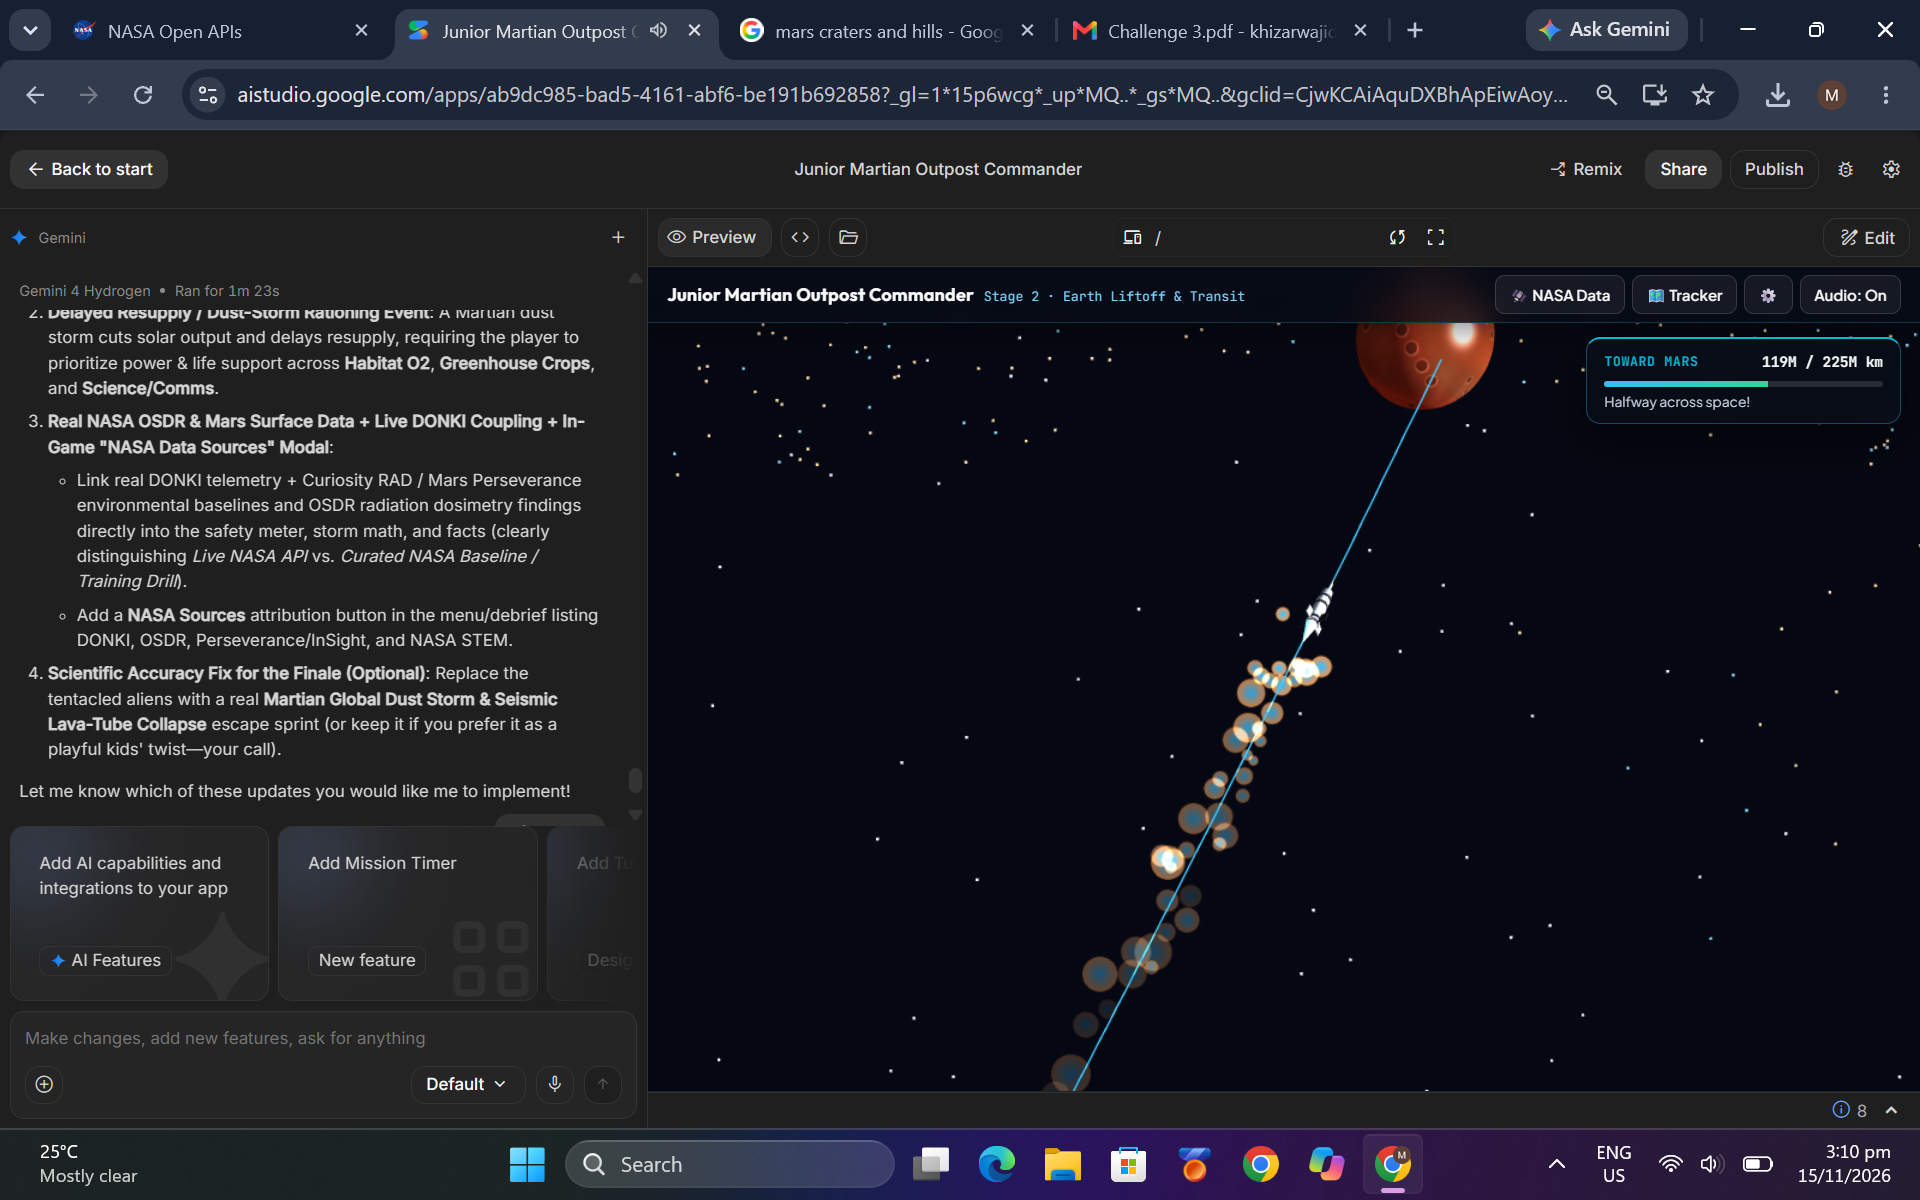 NASA Open APIs
Junior Martian Outpost
mars craters and hills - Goog
Challenge 3.pdf - khizarwaji
Ask Gemini
aistudio.google.com/apps/ab9dc985-bad5-4161-abf6-be191b692858?_gl=1*15p6wcg*_up*MQ..*_gs*MQ..&gclid=CjwKCAiAquDXBhApEiwAoy...
M
Back to start
Junior Martian Outpost Commander
Remix
Share
Publish
Gemini
Gemini 4 Hydrogen • Ran for 1m 23s
2. Delayed Resupply / Dust-Storm Rationing Event: A Martian dust
storm cuts solar output and delays resupply, requiring the player to
prioritize power & life support across Habitat O2, Greenhouse Crops,
and Science/Comms.
3. Real NASA OSDR & Mars Surface Data + Live DONKI Coupling + In-
Game "NASA Data Sources" Modal:
Link real DONKI telemetry + Curiosity RAD / Mars Perseverance
environmental baselines and OSDR radiation dosimetry findings
directly into the safety meter, storm math, and facts (clearly
distinguishing Live NASA API vs. Curated NASA Baseline /
Training Drill).
Add a NASA Sources attribution button in the menu/debrief listing
DONKI, OSDR, Perseverance/InSight, and NASA STEM.
4. Scientific Accuracy Fix for the Finale (Optional): Replace the
tentacled aliens with a real Martian Global Dust Storm & Seismic
Lava-Tube Collapse escape sprint (or keep it if you prefer it as a
playful kids' twist—your call).
Let me know which of these updates you would like me to implement!
Add AI capabilities and
integrations to your app
AI Features
Add Mission Timer
New feature
Add Tu
Desig
Make changes, add new features, ask for anything
Default
Preview
/
Edit
Junior Martian Outpost Commander
Stage 2 · Earth Liftoff & Transit
NASA Data
Tracker
Audio: On
TOWARD MARS
119M / 225M km
Halfway across space!
8
25°C
Mostly clear
Search
ENG
US
3:10 pm
15/11/2026